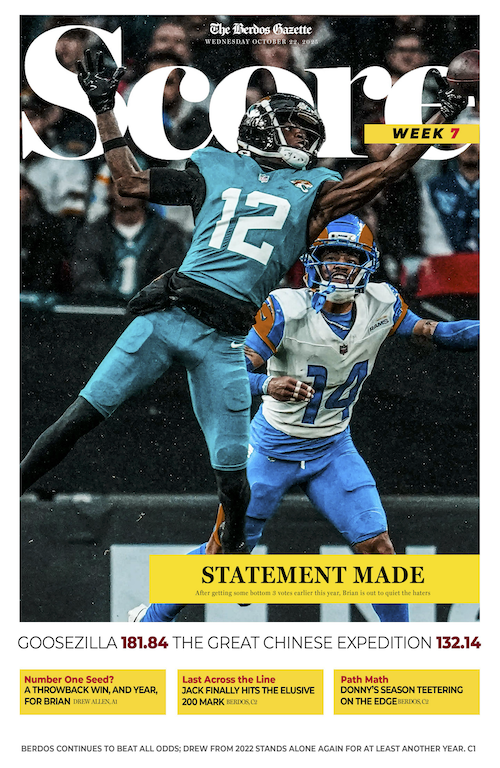 The Berdos Gazette
WEDNESDAY OCTOBER 22, 2025
Score
WEEK 7
12
RAMS
14
STATEMENT MADE
After getting some bottom 3 votes earlier this year, Brian is out to quiet the haters
GOOSEZILLA 181.84 THE GREAT CHINESE EXPEDITION 132.14
Number One Seed?
A THROWBACK WIN, AND YEAR,
FOR BRIAN DREW ALLEN, A1
Last Across the Line
JACK FINALLY HITS THE ELUSIVE
200 MARK BERDOS, C2
Path Math
DONNY'S SEASON TEETERING
ON THE EDGE BERDOS, C2
BERDOS CONTINUES TO BEAT ALL ODDS; DREW FROM 2022 STANDS ALONE AGAIN FOR AT LEAST ANOTHER YEAR. C1